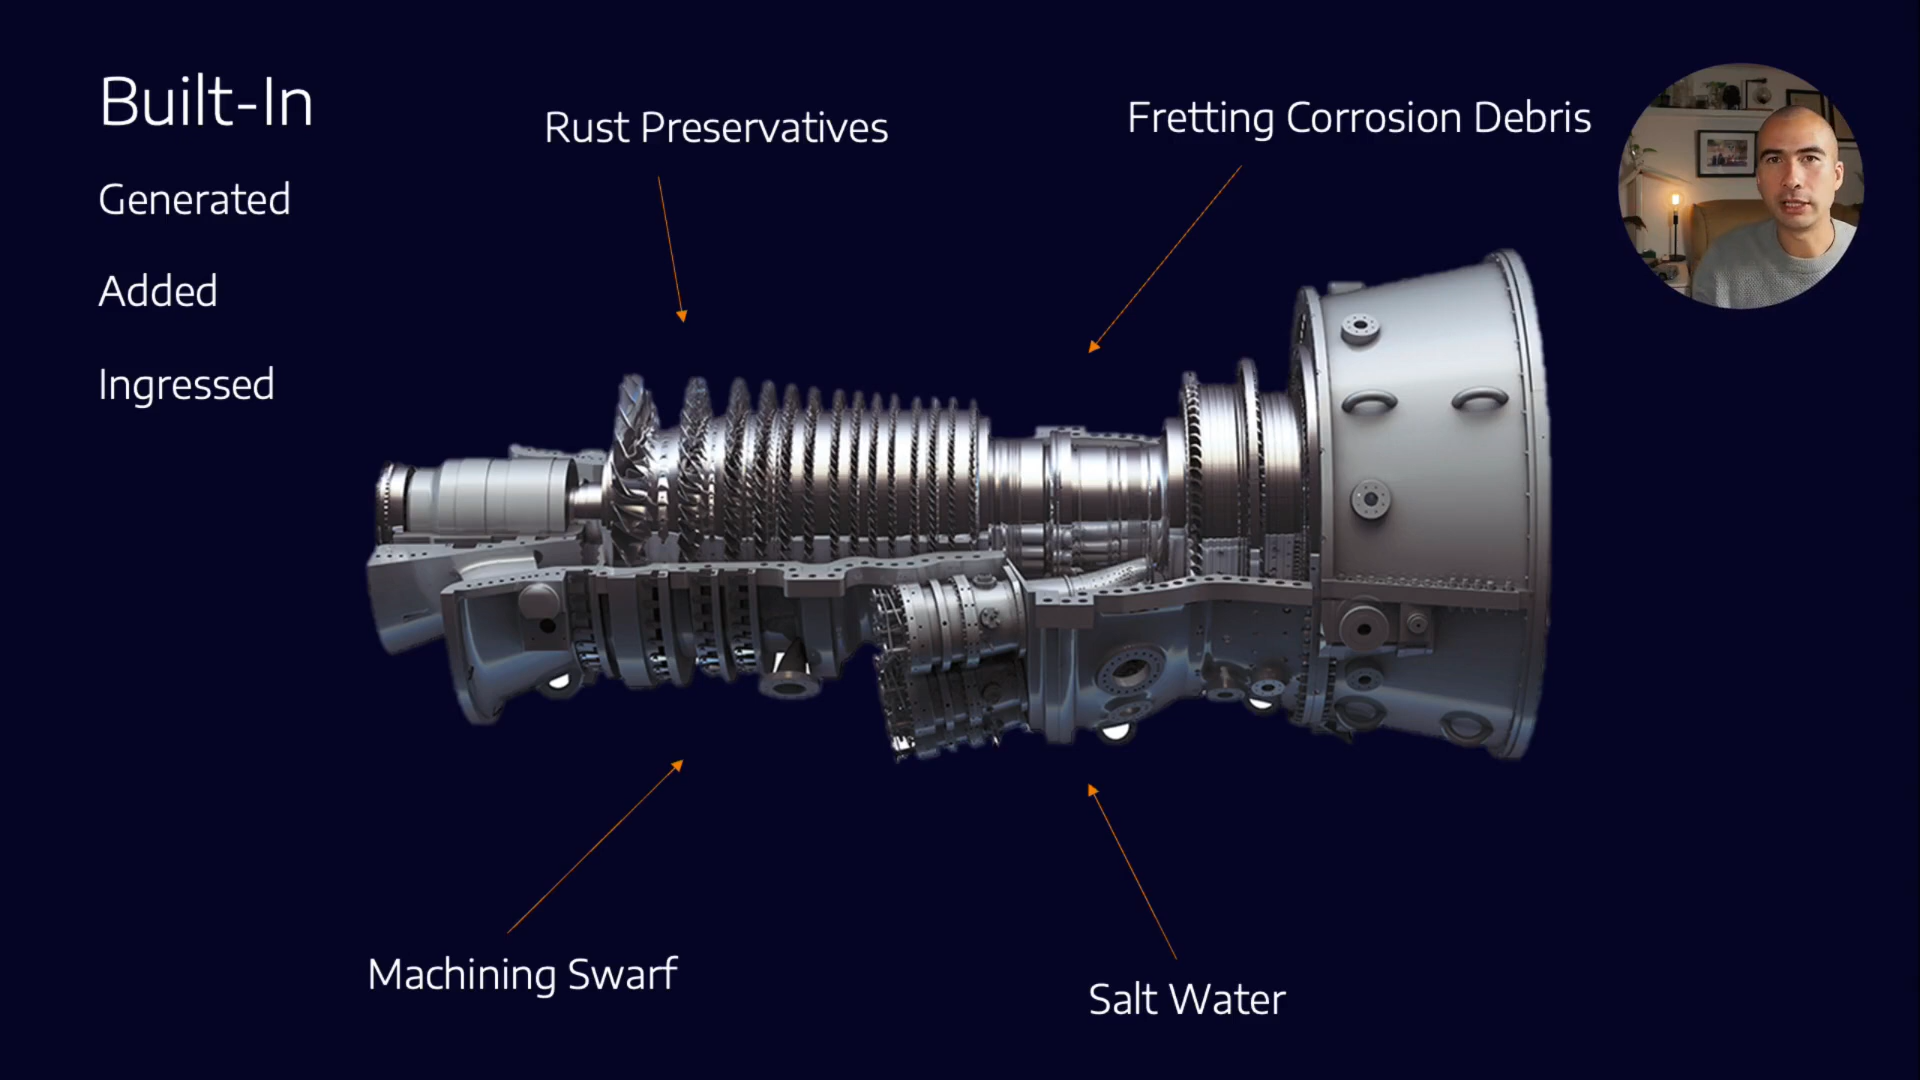 Built-In
Generated
Added
Ingressed
Rust Preservatives
Fretting Corrosion Debris
Machining Swarf
Salt Water